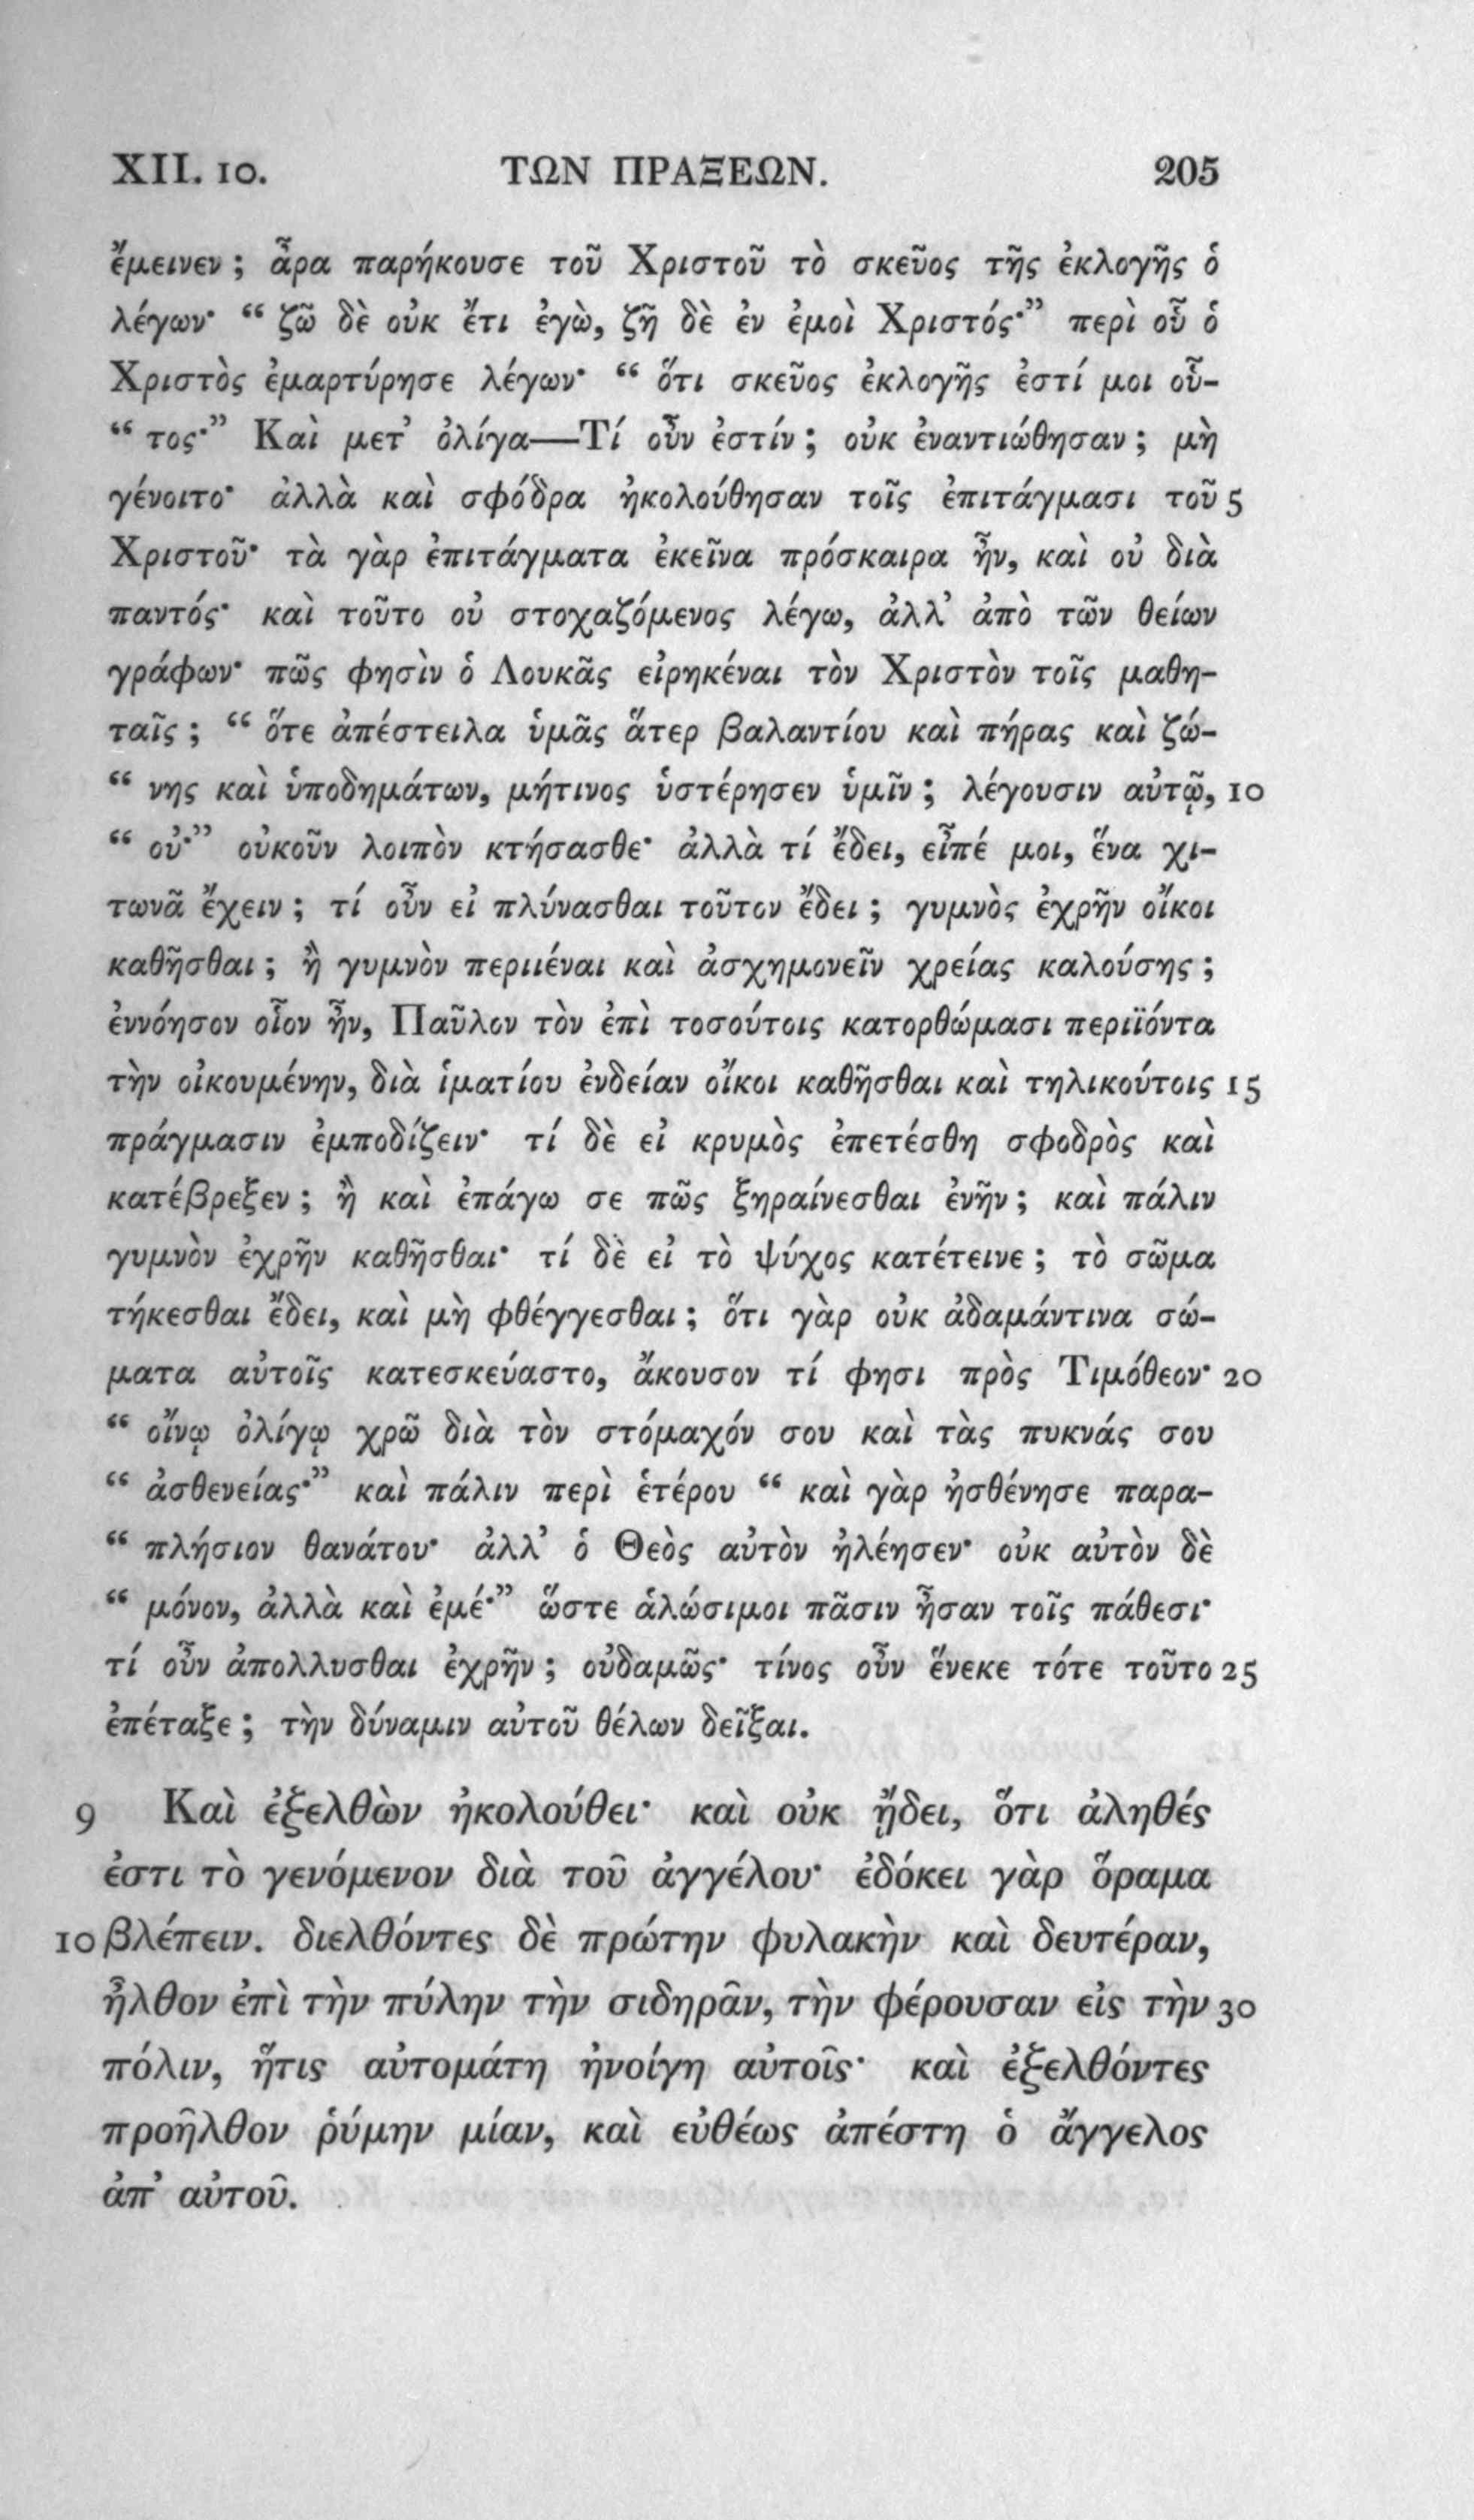 XII. 10. ΤΩΝ ΠΡΑΞΕΩΝ. 205
ἔμεινεν ; ἆρα παρήκουσε τοῦ Χριστοῦ τὸ σκεῦος τῆς ἐκλογῆς ὁ
λέγων· “ ζῶ δὲ οὐκ ἔτι ἐγὼ, ζῇ δὲ ἐν ἐμοὶ Χριστός·” περὶ οὗ ὁ
Χριστὸς ἐμαρτύρησε λέγων· “ ὅτι σκεῦος ἐκλογῆς ἐστί μοι οὗ-
“ τος·” Καὶ μετ’ ὀλίγα—Τί οὖν ἐστίν ; οὐκ ἐναντιώθησαν ; μὴ
γένοιτο· ἀλλὰ καὶ σφόδρα ἠκολούθησαν τοῖς ἐπιτάγμασι τοῦ 5
Χριστοῦ· τὰ γὰρ ἐπιτάγματα ἐκεῖνα πρόσκαιρα ἦν, καὶ οὐ διὰ
παντός· καὶ τοῦτο οὐ στοχαζόμενος λέγω, ἀλλ’ ἀπὸ τῶν θείων
γράφων· πῶς φησὶν ὁ Λουκᾶς εἰρηκέναι τὸν Χριστὸν τοῖς μαθη-
ταῖς ; “ ὅτε ἀπέστειλα ὑμᾶς ἄτερ βαλαντίου καὶ πήρας καὶ ζώ-
“ νης καὶ ὑποδημάτων, μήτινος ὑστέρησεν ὑμῖν ; λέγουσιν αὐτῷ, 10
“ οὐ·” οὐκοῦν λοιπὸν κτήσασθε· ἀλλὰ τί ἔδει, εἶπέ μοι, ἕνα χι-
τωνᾶ ἔχειν ; τί οὖν εἰ πλύνασθαι τοῦτον ἔδει ; γυμνὸς ἐχρῆν οἴκοι
καθῆσθαι ; ἢ γυμνὸν περιιέναι καὶ ἀσχημονεῖν χρείας καλούσης ;
ἐννόησον οἷον ἦν, Παῦλον τὸν ἐπὶ τοσούτοις κατορθώμασι περιϊόντα
τὴν οἰκουμένην, διὰ ἱματίου ἐνδείαν οἴκοι καθῆσθαι καὶ τηλικούτοις 15
πράγμασιν ἐμποδίζειν· τί δὲ εἰ κρυμὸς ἐπετέσθη σφοδρὸς καὶ
κατέβρεξεν ; ἢ καὶ ἐπάγω σε πῶς ξηραίνεσθαι ἐνῆν ; καὶ πάλιν
γυμνὸν ἐχρῆν καθῆσθαι· τί δὲ εἰ τὸ ψύχος κατέτεινε ; τὸ σῶμα
τήκεσθαι ἔδει, καὶ μὴ φθέγγεσθαι ; ὅτι γὰρ οὐκ ἀδαμάντινα σώ-
ματα αὐτοῖς κατεσκεύαστο, ἄκουσον τί φησι πρὸς Τιμόθεον· 20
“ οἴνῳ ὀλίγῳ χρῶ διὰ τὸν στόμαχόν σου καὶ τὰς πυκνάς σου
“ ἀσθενείας·” καὶ πάλιν περὶ ἑτέρου “ καὶ γὰρ ἠσθένησε παρα-
“ πλήσιον θανάτου· ἀλλ’ ὁ Θεὸς αὐτὸν ἠλέησεν· οὐκ αὐτὸν δὲ
“ μόνον, ἀλλὰ καὶ ἐμέ·” ὥστε ἁλώσιμοι πᾶσιν ἦσαν τοῖς πάθεσι·
τί οὖν ἀπολλυσθαι ἐχρῆν ; οὐδαμῶς· τίνος οὖν ἕνεκε τότε τοῦτο 25
ἐπέταξε ; τὴν δύναμιν αὐτοῦ θέλων δεῖξαι.
9 Καὶ ἐξελθὼν ἠκολούθει· καὶ οὐκ ᾔδει, ὅτι ἀληθές
ἐστι τὸ γενόμενον διὰ τοῦ ἀγγέλου· ἐδόκει γὰρ ὅραμα
10 βλέπειν. διελθόντες δὲ πρώτην φυλακὴν καὶ δευτέραν,
ἦλθον ἐπὶ τὴν πύλην τὴν σιδηρᾶν, τὴν φέρουσαν εἰς τὴν 30
πόλιν, ἥτις αὐτομάτη ἠνοίγη αὐτοῖς· καὶ ἐξελθόντες
προῆλθον ῥύμην μίαν, καὶ εὐθέως ἀπέστη ὁ ἄγγελος
ἀπ’ αὐτοῦ.